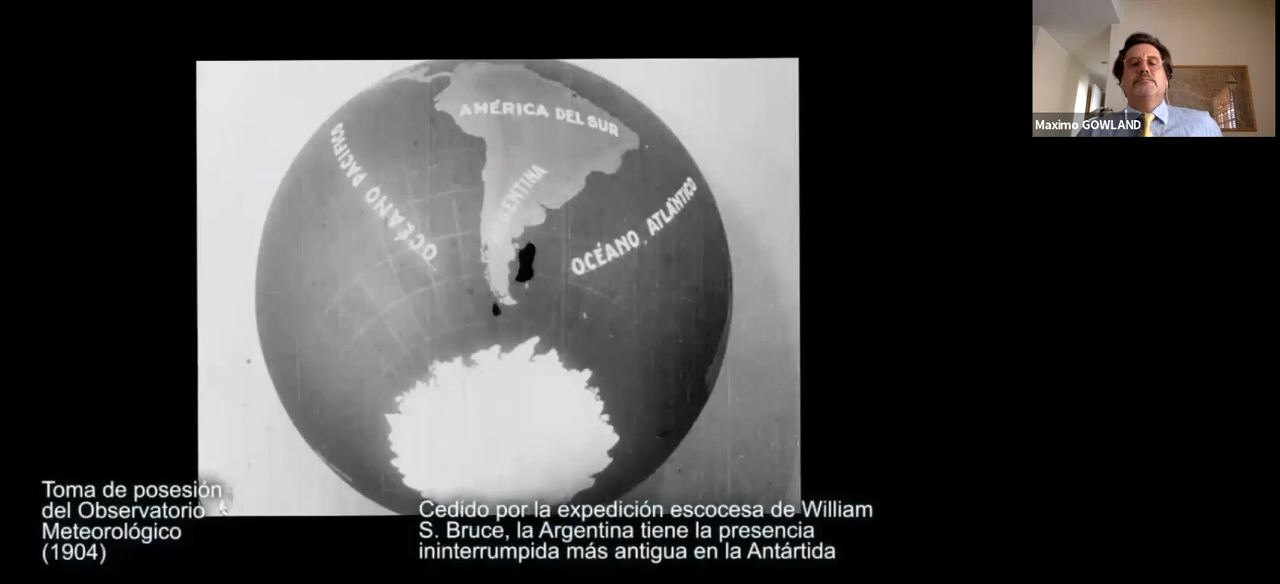 AMÉRICA DEL SUR
OCÉANO PACIFICO
ARGENTINA
OCÉANO ATLÁNTICO
Maximo GOWLAND
Toma de posesión
del Observatorio
Meteorológico
(1904)
Cedido por la expedición escocesa de William
S. Bruce, la Argentina tiene la presencia
ininterrumpida más antigua en la Antártida